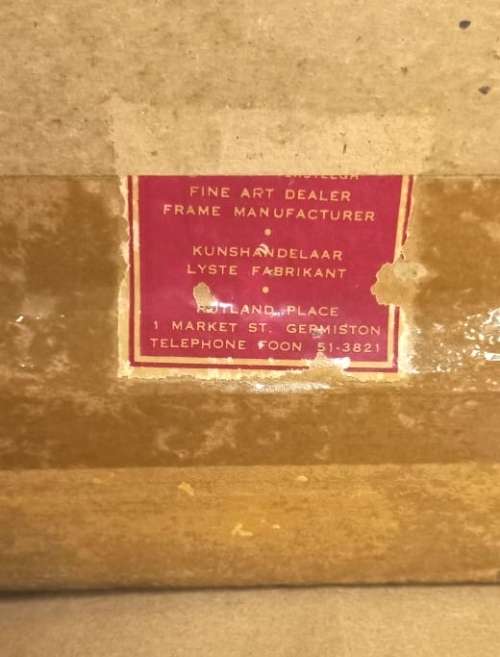 FINE ART DEALER
FRAME MANUFACTURER
KUNSHANDELAAR
LYSTE FABRIKANT
PLACE
1 MARKET ST. GERMISTON
TELEPHONE FOON 51-3821